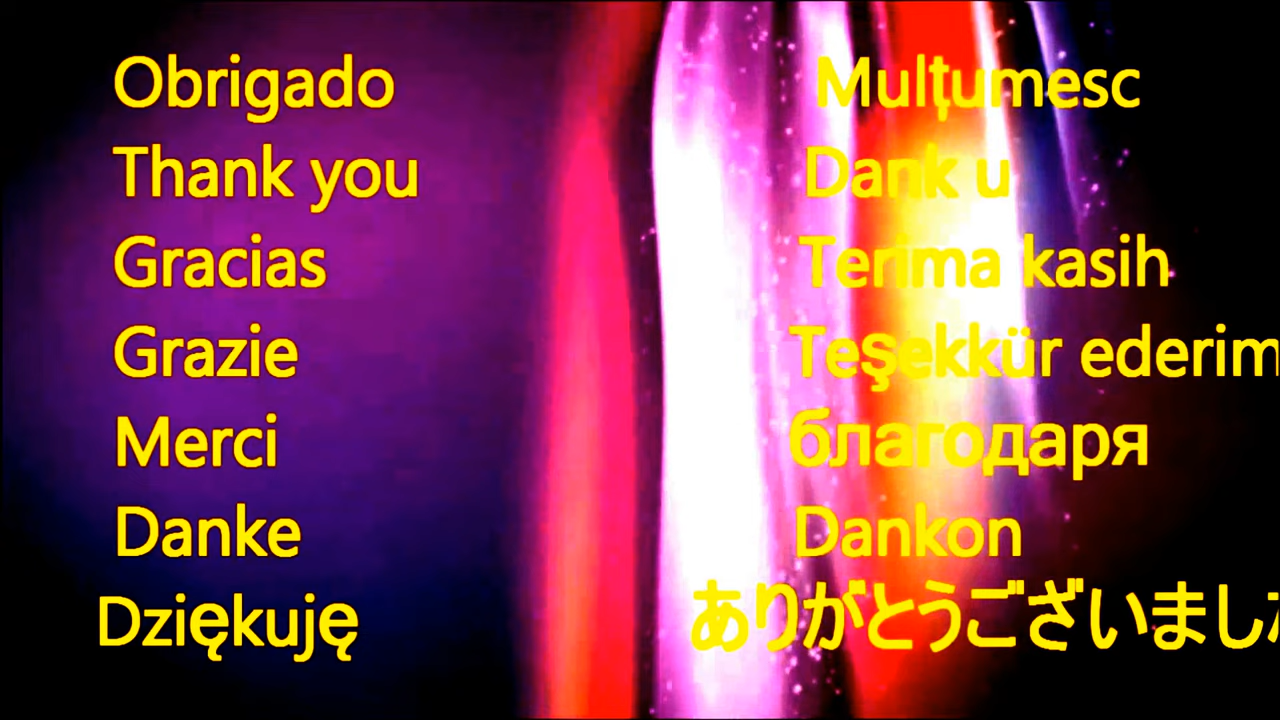 Obrigado
Thank you
Gracias
Grazie
Merci
Danke
Dziękuję
Mulţumesc
Dank u
Terima kasih
Teşekkür ederim
благодаря
Dankon
ありがとうございまし